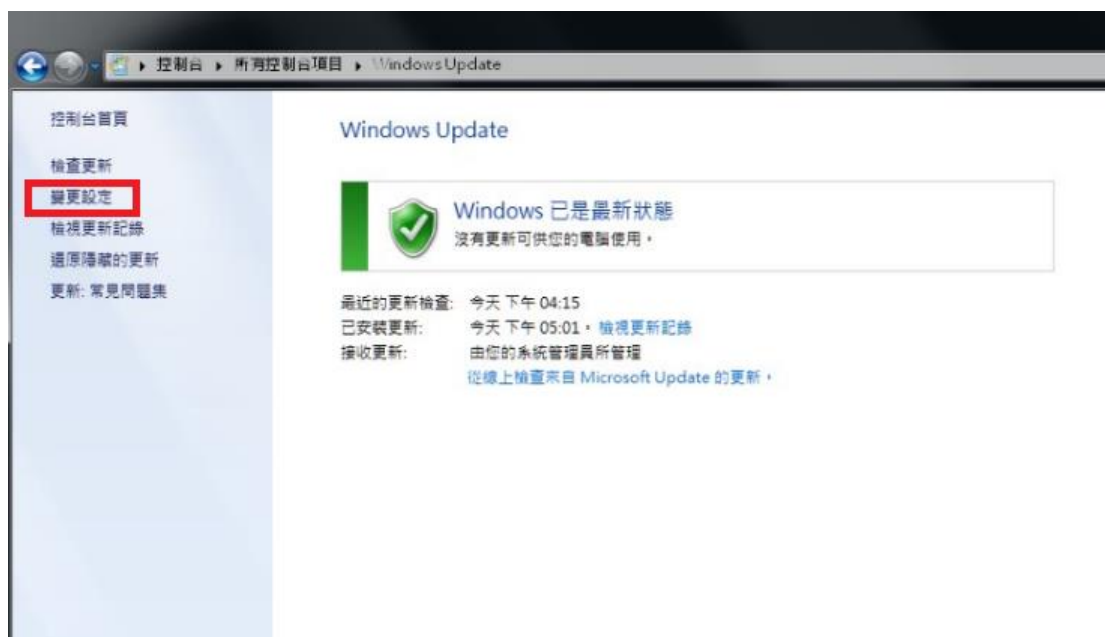 控制台 ▸ 所有控制台項目 ▸ Windows Update
控制台首頁
檢查更新
變更設定
檢視更新記錄
還原隱藏的更新
更新: 常見問題集
Windows Update
Windows 已是最新狀態
沒有更新可供您的電腦使用。
最近的更新檢查: 今天 下午 04:15
已安裝更新: 今天 下午 05:01。檢視更新記錄
接收更新: 由您的系統管理員所管理
從線上檢查來自 Microsoft Update 的更新。